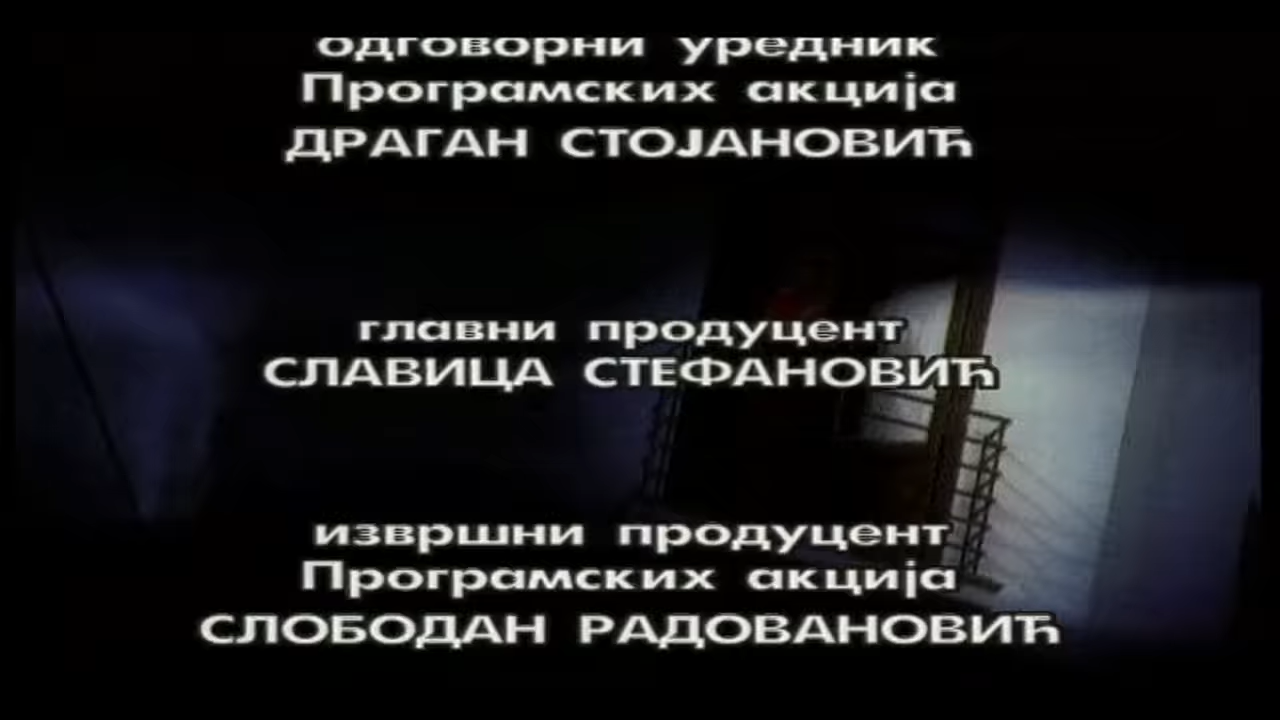 одговорни уредник
Програмских акција
ДРАГАН СТОЈАНОВИЋ
главни продуцент
СЛАВИЦА СТЕФАНОВИЋ
извршни продуцент
Програмских акција
СЛОБОДАН РАДОВАНОВИЋ